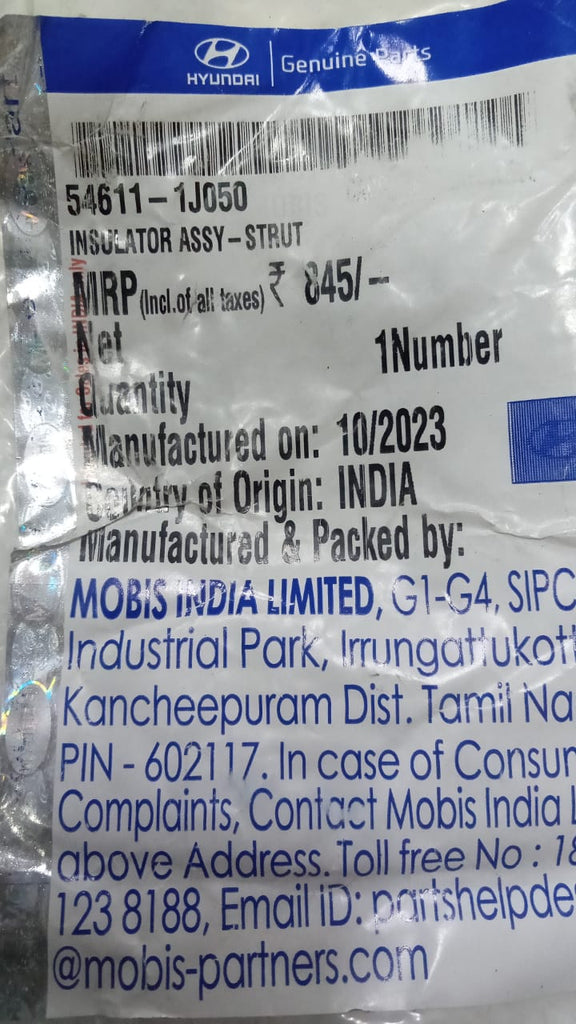 HYUNDAI | Genuine Parts
54611-1J050
INSULATOR ASSY-STRUT
MRP (Incl.of all taxes) ₹ 845/-
Net 1Number
Quantity
Manufactured on: 10/2023
Country of Origin: INDIA
Manufactured & Packed by:
MOBIS INDIA LIMITED, G1-G4, SIPC
Industrial Park, Irrungattukott
Kancheepuram Dist. Tamil Na
PIN - 602117. In case of Consum
Complaints, Contact Mobis India L
above Address. Toll free No : 18
123 8188, Email ID: partshelpde
@mobis-partners.com